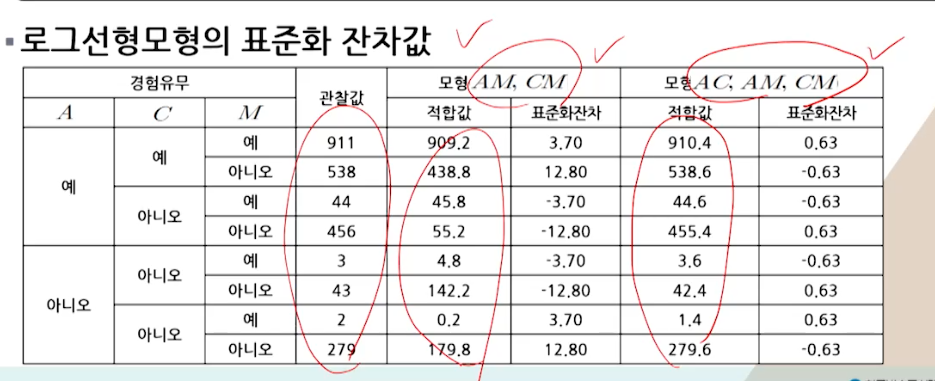 로그선형모형의 표준화 잔차값
경험유무 관찰값 모형 AM, CM 모형 AC, AM, CM
A C M 적합값 표준화잔차 적합값 표준화잔차
예 예 예 911 909.2 3.70 910.4 0.63
아니오 538 438.8 12.80 538.6 -0.63
아니오 예 44 45.8 -3.70 44.6 -0.63
아니오 456 55.2 -12.80 455.4 0.63
아니오 아니오 예 3 4.8 -3.70 3.6 -0.63
아니오 43 142.2 -12.80 42.4 0.63
아니오 예 2 0.2 3.70 1.4 0.63
아니오 279 179.8 12.80 279.6 -0.63